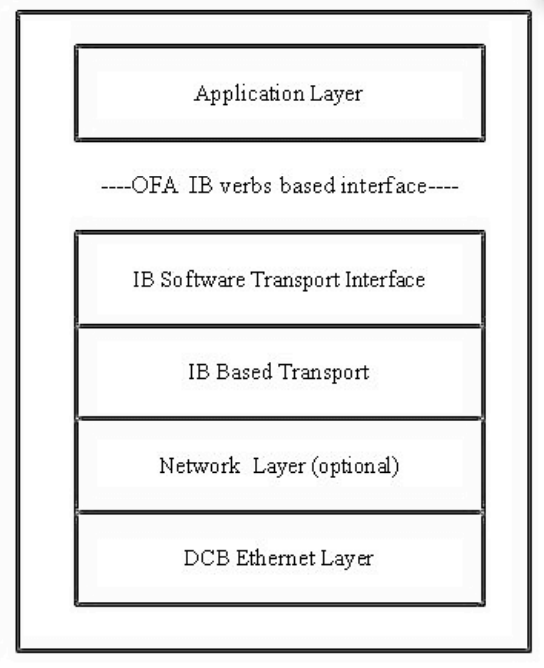 Application Layer
----OFA IB verbs based interface----
IB Software Transport Interface
IB Based Transport
Network Layer (optional)
DCB Ethernet Layer